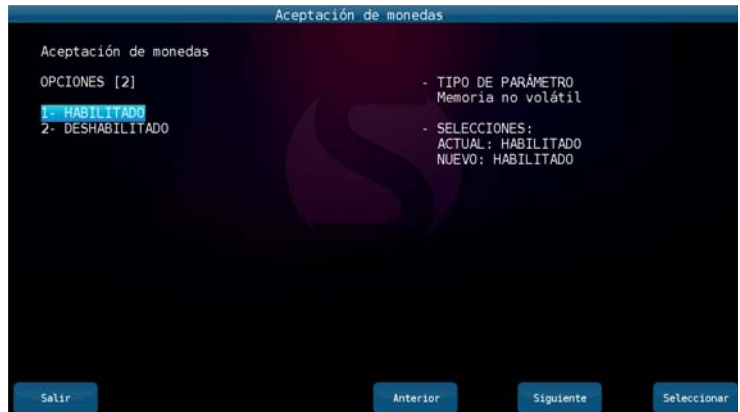 Aceptación de monedas
Aceptación de monedas
OPCIONES [2]
1- HABILITADO
2- DESHABILITADO
- TIPO DE PARÁMETRO
Memoria no volátil
- SELECCIONES:
ACTUAL: HABILITADO
NUEVO: HABILITADO
Salir
Anterior
Siguiente
Seleccionar